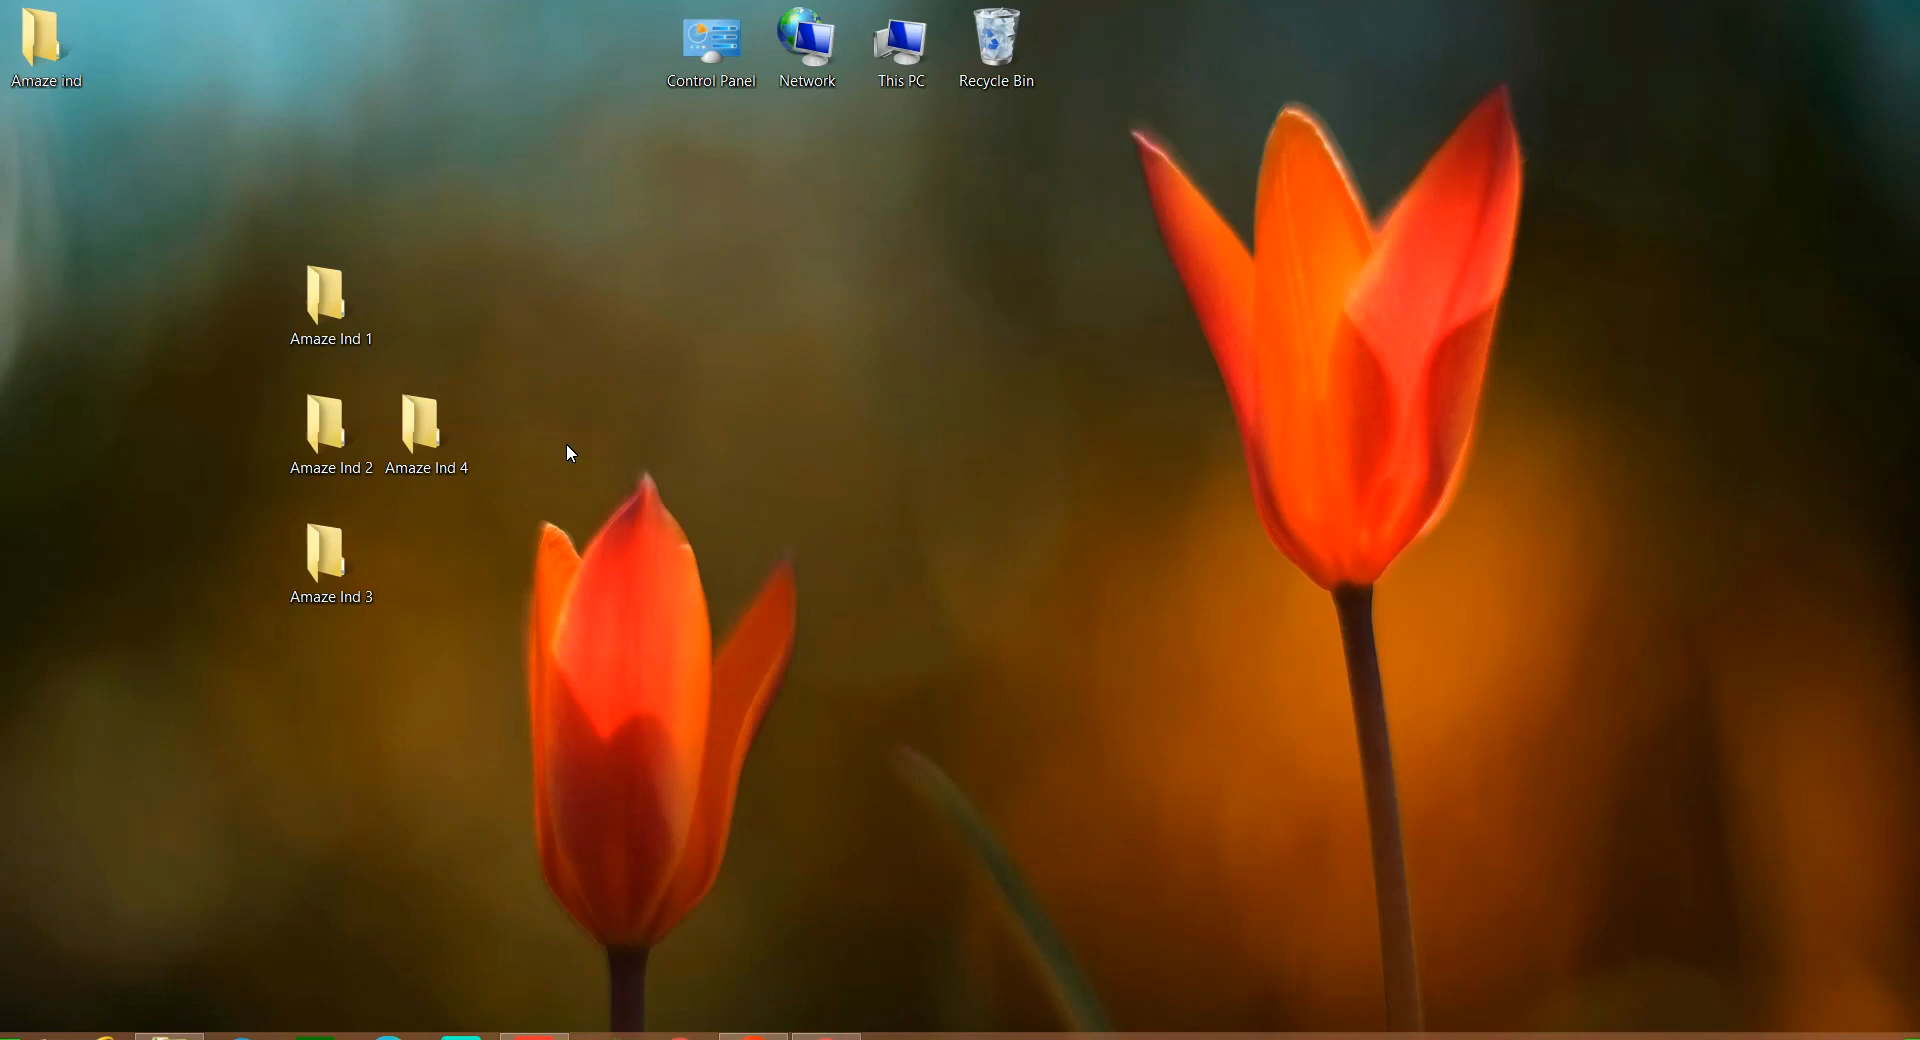 Amaze ind
Control Panel
Network
This PC
Recycle Bin
Amaze Ind 1
Amaze Ind 2
Amaze Ind 4
Amaze Ind 3